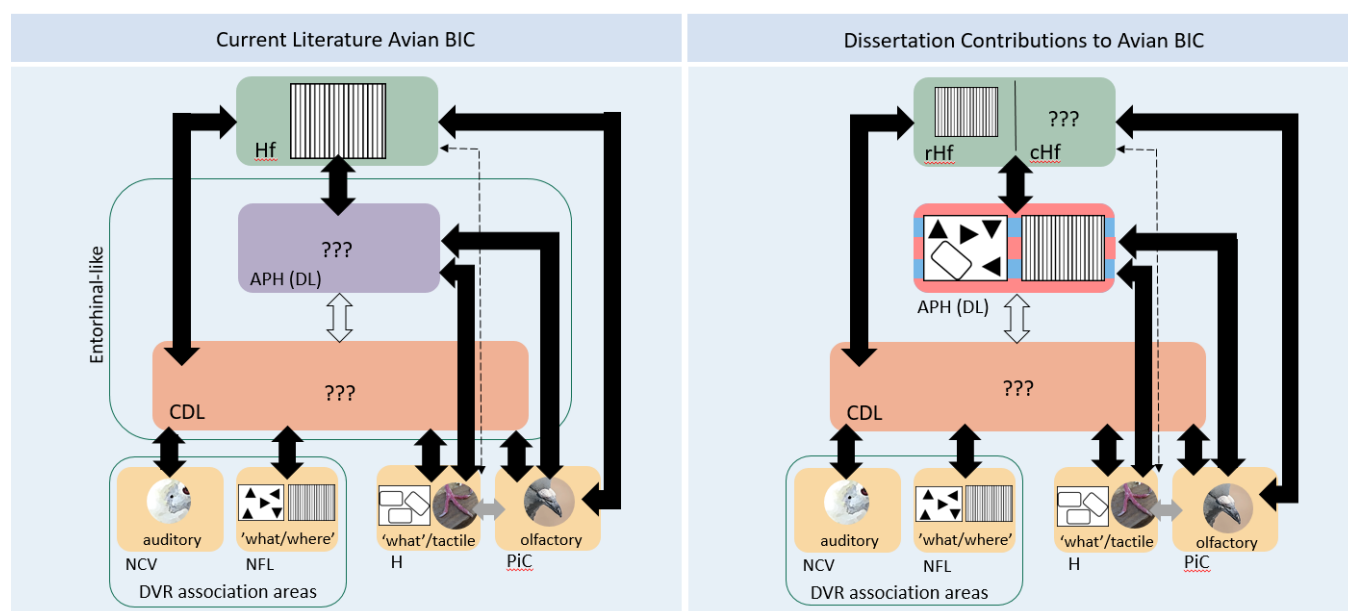 Current Literature Avian BIC
Hf
???
APH (DL)
Entorhinal-like
???
CDL
auditory
'what/where'
'what'/tactile
olfactory
NCV
NFL
H
PiC
DVR association areas
Dissertation Contributions to Avian BIC
???
rHf
cHf
APH (DL)
???
CDL
auditory
'what/where'
'what'/tactile
olfactory
NCV
NFL
H
PiC
DVR association areas